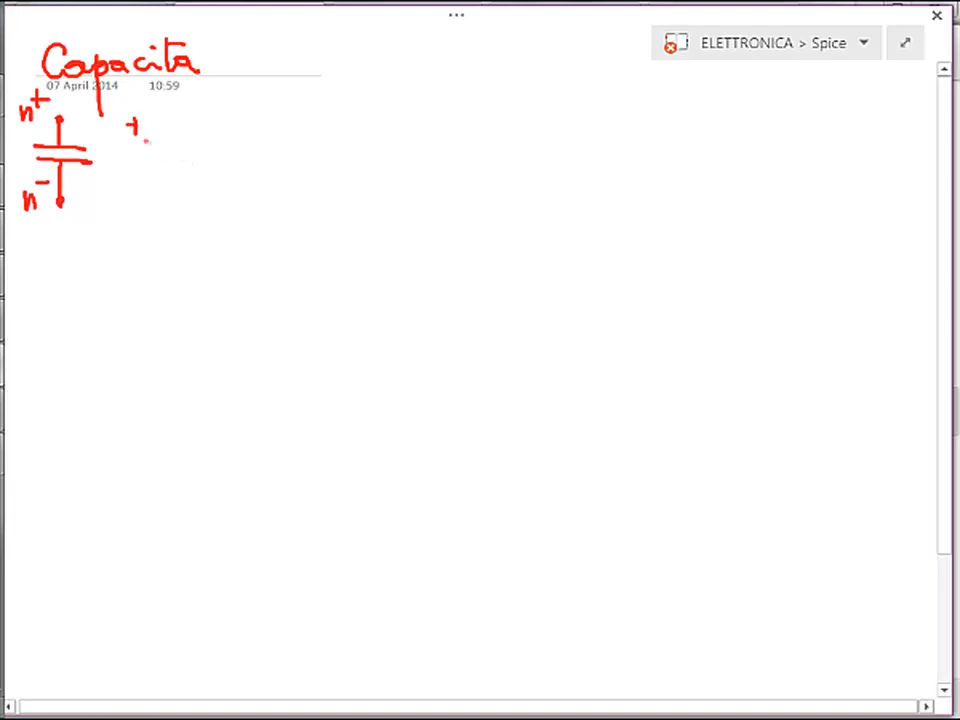 ELETTRONICA > Spice
Capacita
07 April 2014 10:59
n+
+
n-